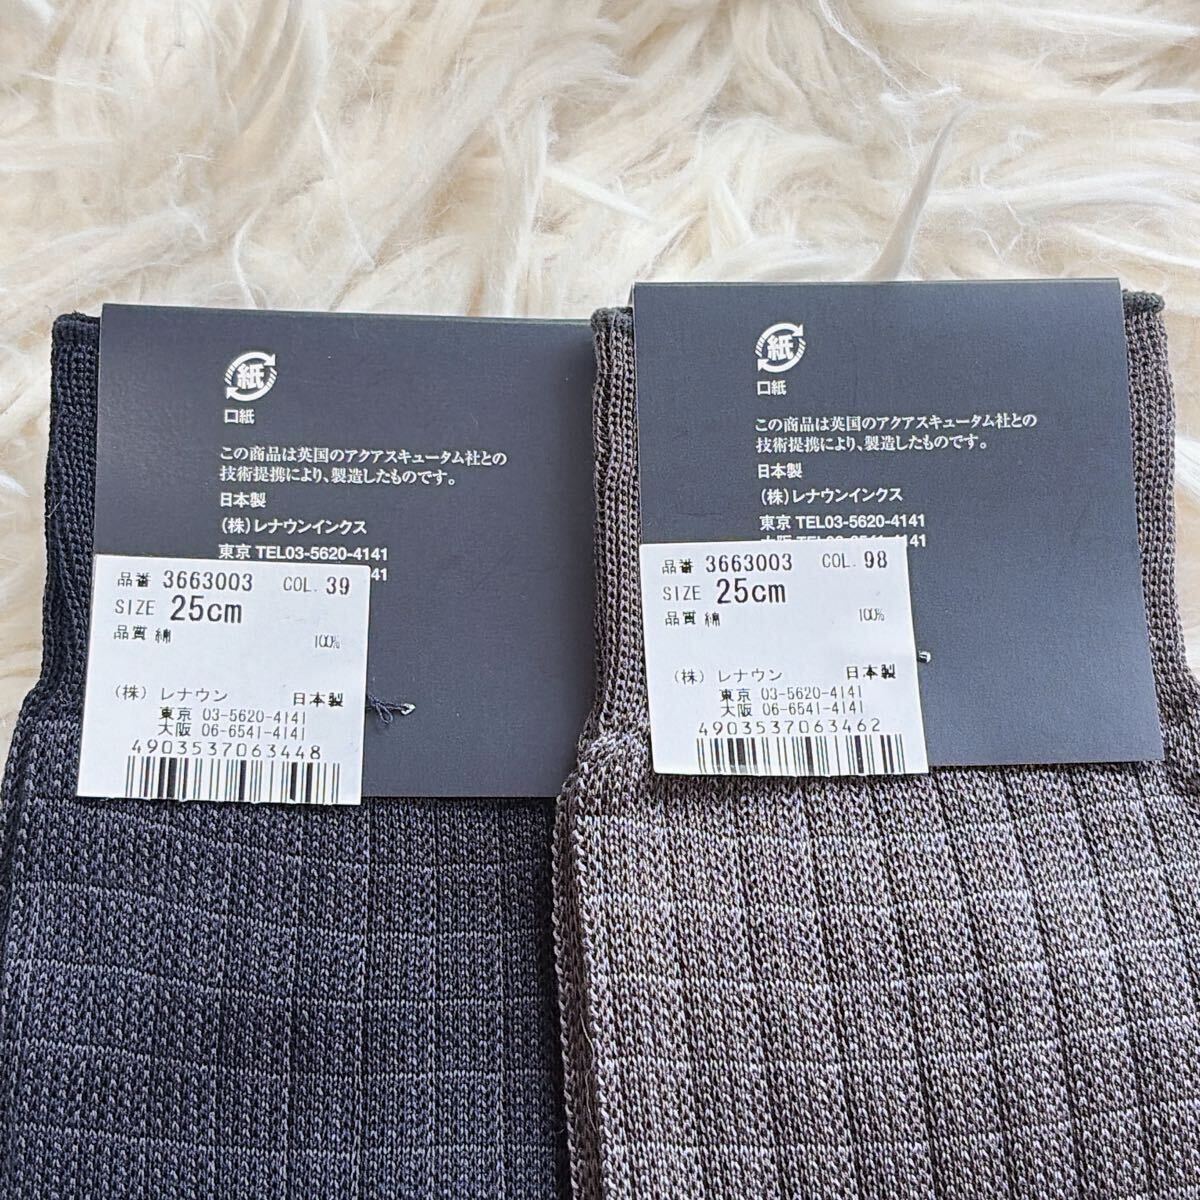 紙
口紙
この商品は英国のアクアスキュータム社との
技術提携により、製造したものです。
日本製
(株)レナウンインクス
東京 TEL03-5620-4141
品番 3663003 COL. 39
SIZE 25cm
品質 綿 100%
(株) レナウン 日本製
東京 03-5620-4141
大阪 06-6541-4141
4903537063448
紙
口紙
この商品は英国のアクアスキュータム社との
技術提携により、製造したものです。
日本製
(株)レナウンインクス
東京 TEL03-5620-4141
大阪 TEL06-6541-4141
品番 3663003 COL. 98
SIZE 25cm
品質 綿 100%
(株) レナウン 日本製
東京 03-5620-4141
大阪 06-6541-4141
4903537063462